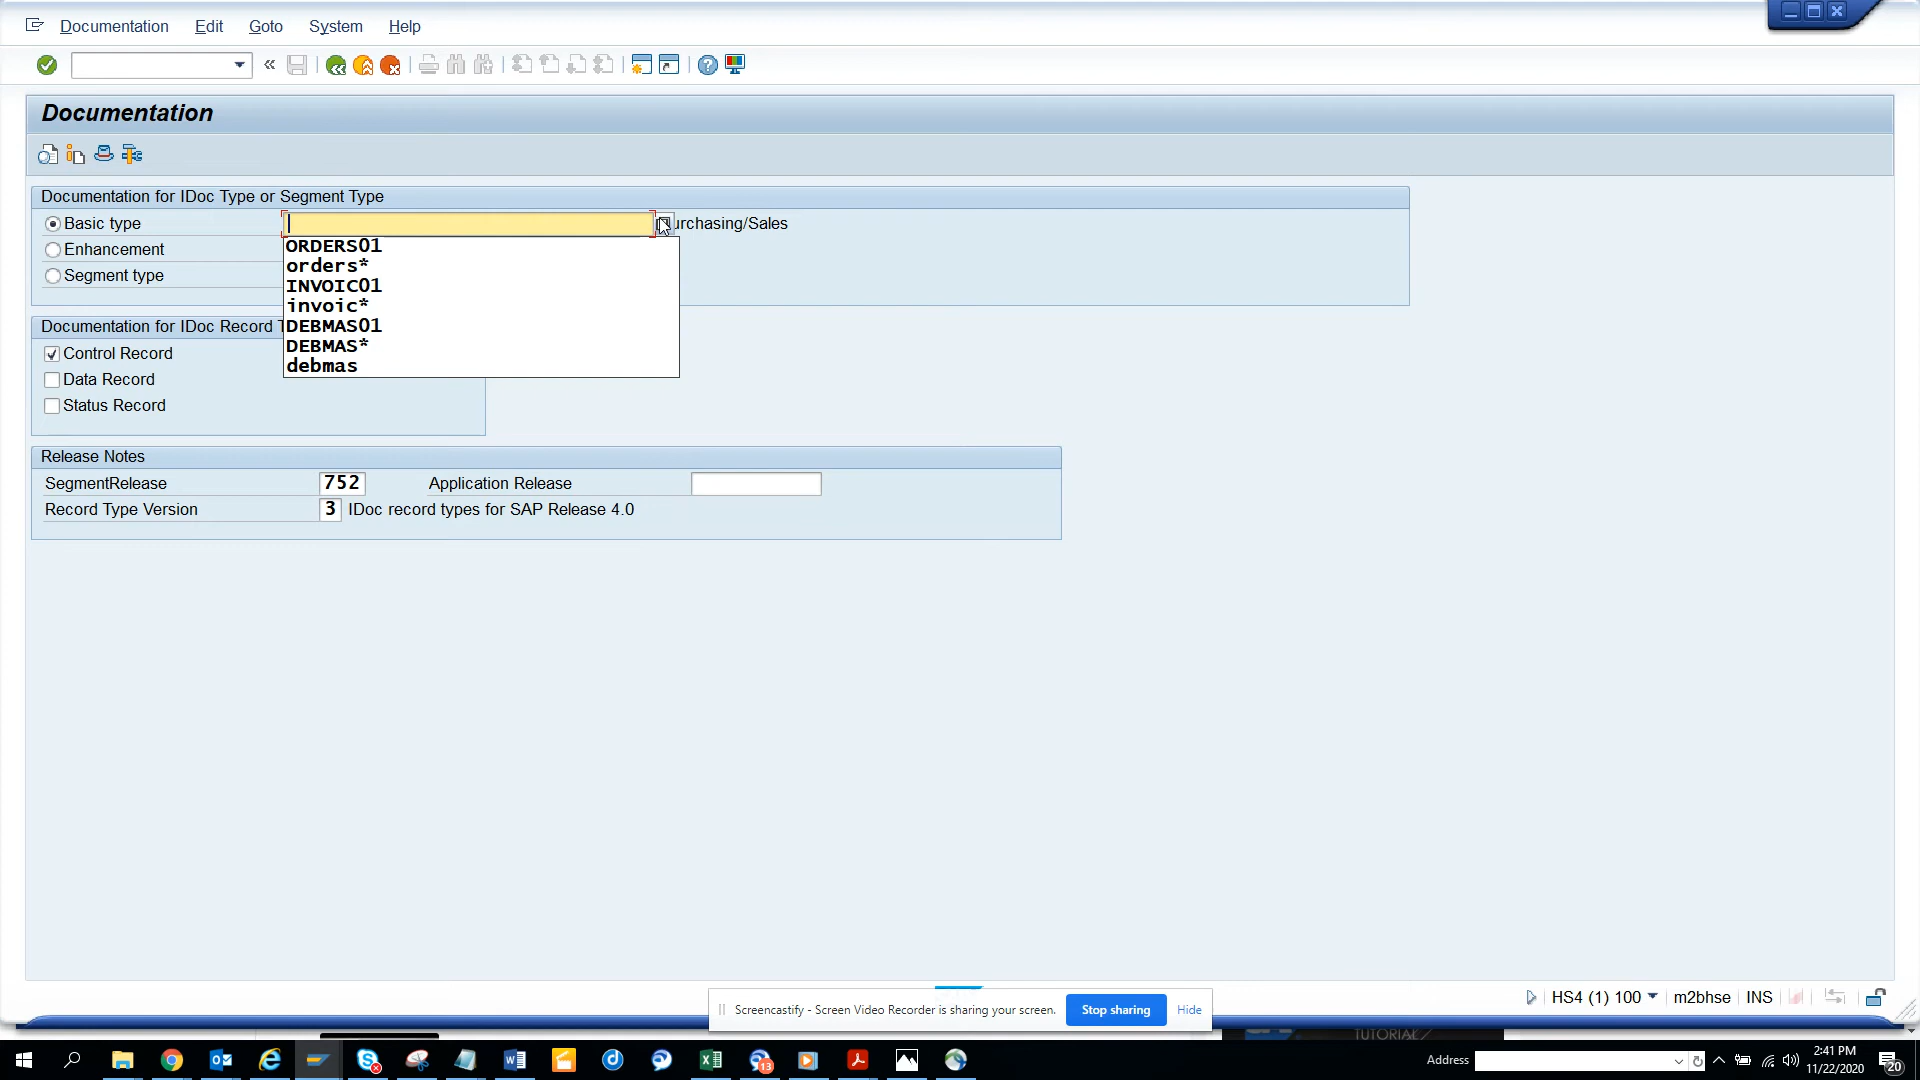 Documentation Edit Goto System Help
Documentation
Documentation for IDoc Type or Segment Type
Basic type urchasing/Sales
ORDERS01
Enhancement
orders*
Segment type
INVOIC01
invoic*
Documentation for IDoc Record T
DEBMAS01
DEBMAS*
Control Record
debmas
Data Record
Status Record
Release Notes
SegmentRelease 752 Application Release
Record Type Version 3 IDoc record types for SAP Release 4.0
HS4 (1) 100 m2bhse INS
Screencastify - Screen Video Recorder is sharing your screen. Stop sharing Hide
TUTORIAL
Address
2:41 PM
11/22/2020
13
20